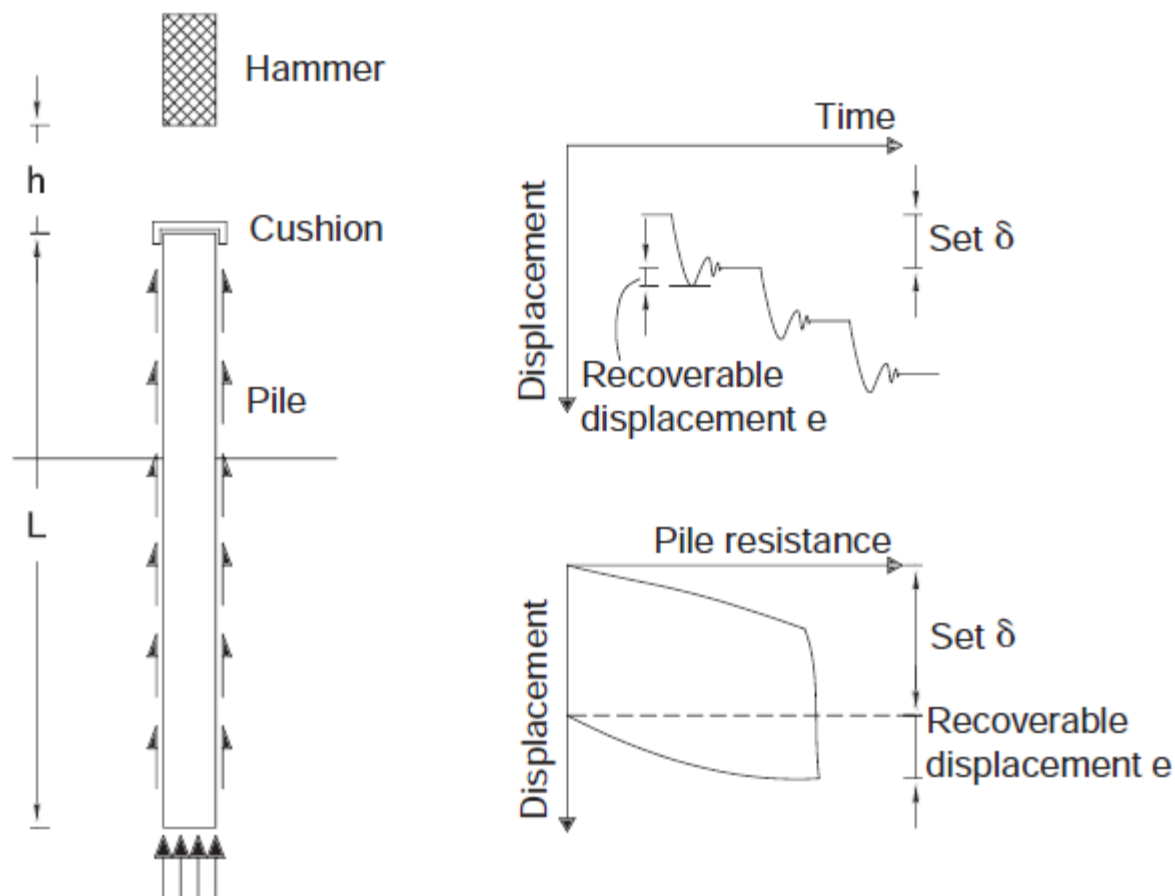 Hammer
h
Cushion
Pile
L
Time
Displacement
Set δ
Recoverable
displacement e
Pile resistance
Displacement
Set δ
Recoverable
displacement e